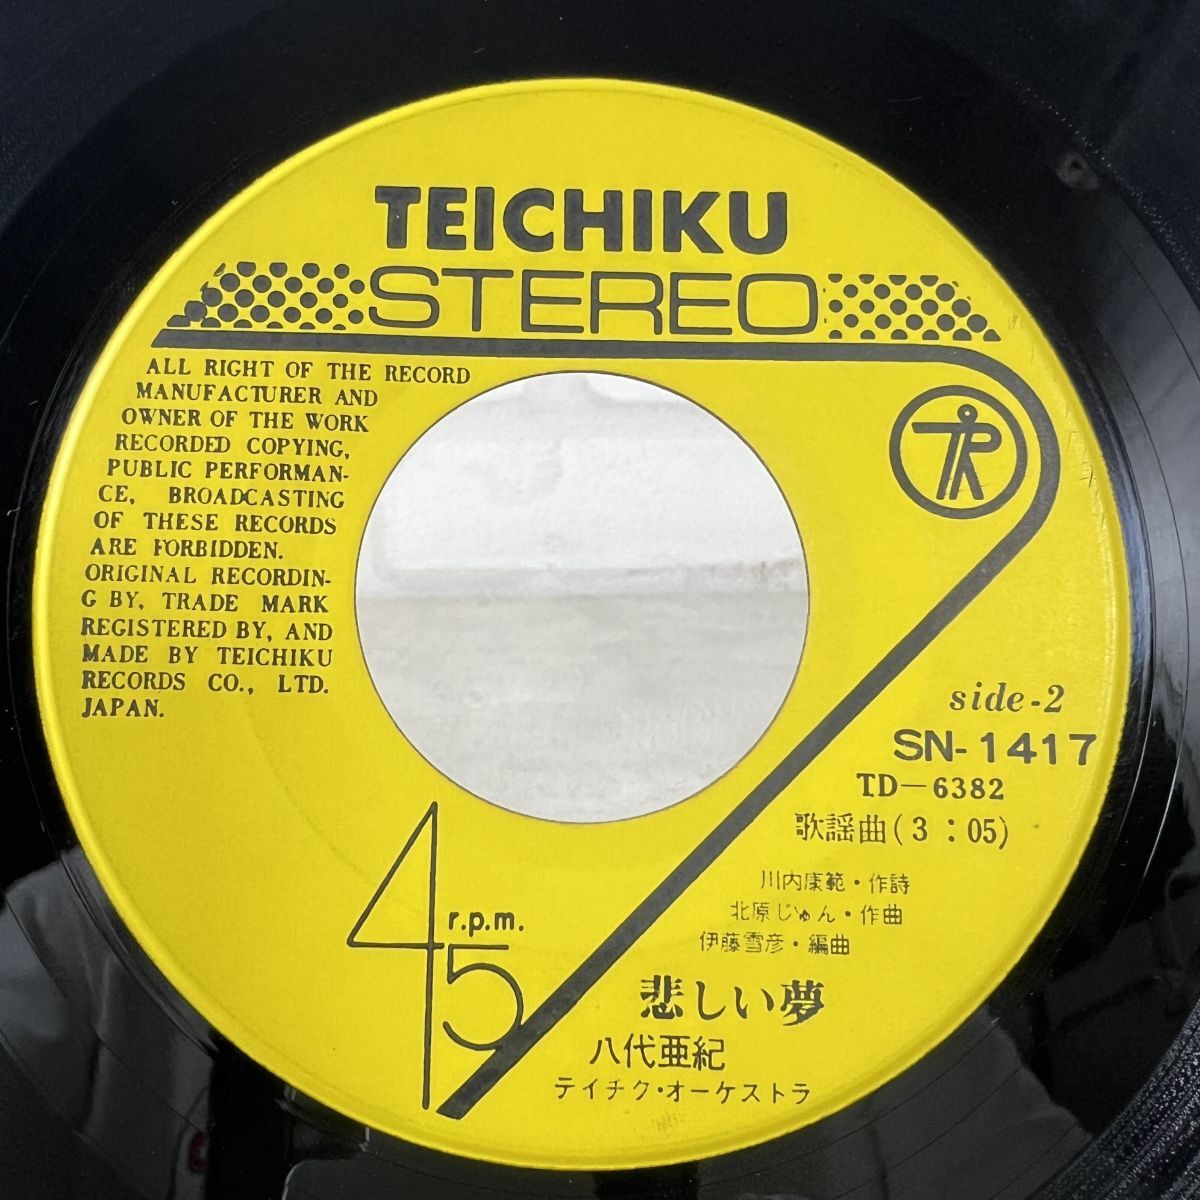 TEICHIKU
STEREO
ALL RIGHT OF THE RECORD
MANUFACTURER AND
OWNER OF THE WORK
RECORDED COPYING,
PUBLIC PERFORMAN-
CE, BROADCASTING
OF THESE RECORDS
ARE FORBIDDEN.
ORIGINAL RECORDIN-
G BY, TRADE MARK
REGISTERED BY, AND
MADE BY TEICHIKU
RECORDS CO., LTD.
JAPAN.
side-2
SN-1417
TD-6382
歌謡曲(3:05)
川内康範・作詩
北原じゅん・作曲
伊藤雪彦・編曲
悲しい夢
八代亜紀
テイチク・オーケストラ
45 r.p.m.